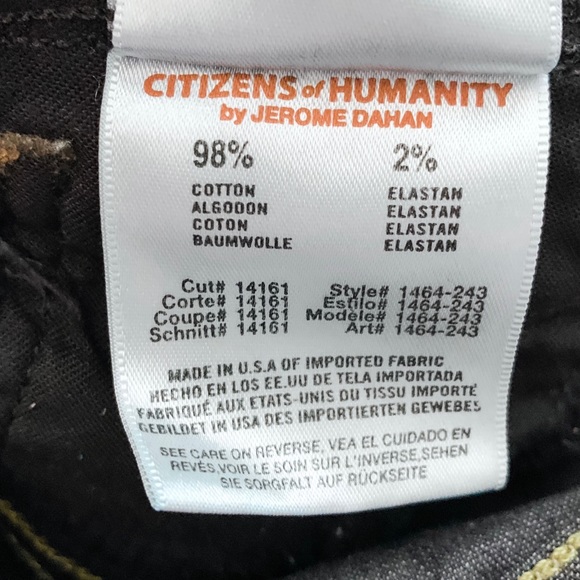 CITIZENS of HUMANITY
by JEROME DAHAN
98% 2%
COTTON ELASTAN
ALGODON ELASTAN
COTON ELASTAN
BAUMWOLLE ELASTAN
Cut# 14161 Style# 1464-243
Corte# 14161 Estilo# 1464-243
Coupe# 14161 Modèle# 1464-243
Schnitt# 14161 Art# 1464-243
MADE IN U.S.A OF IMPORTED FABRIC
HECHO EN LOS EE.UU DE TELA IMPORTADA
FABRIQUÉ AUX ETATS-UNIS DU TISSU IMPORTÉ
GEBILDET IN USA DES IMPORTIERTEN GEWEBES
SEE CARE ON REVERSE, VEA EL CUIDADO EN
REVÉS,VOIR LE SOIN SUR L'INVERSE,SEHEN
SIE SORGFALT AUF RÜCKSEITE